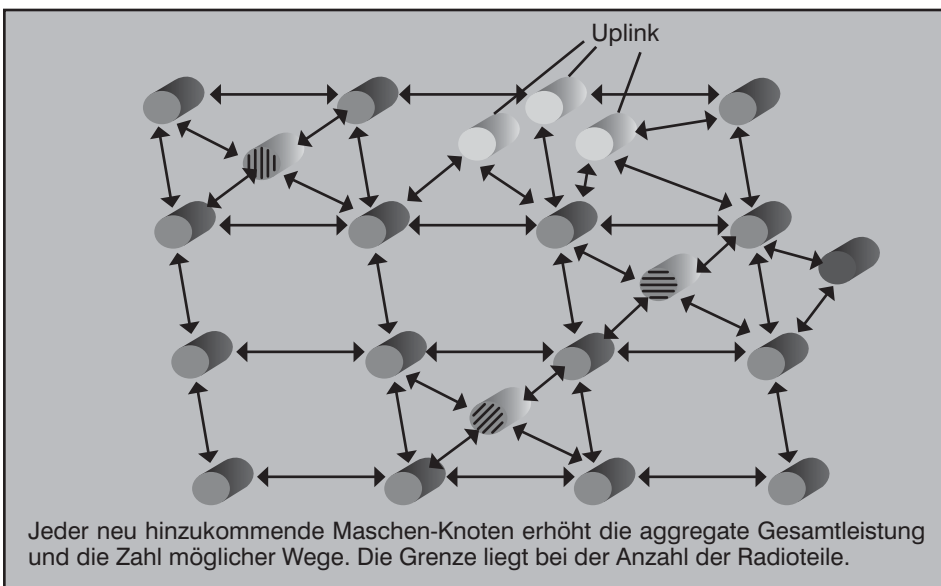 Uplink
Jeder neu hinzukommende Maschen-Knoten erhöht die aggregate Gesamtleistung
und die Zahl möglicher Wege. Die Grenze liegt bei der Anzahl der Radioteile.